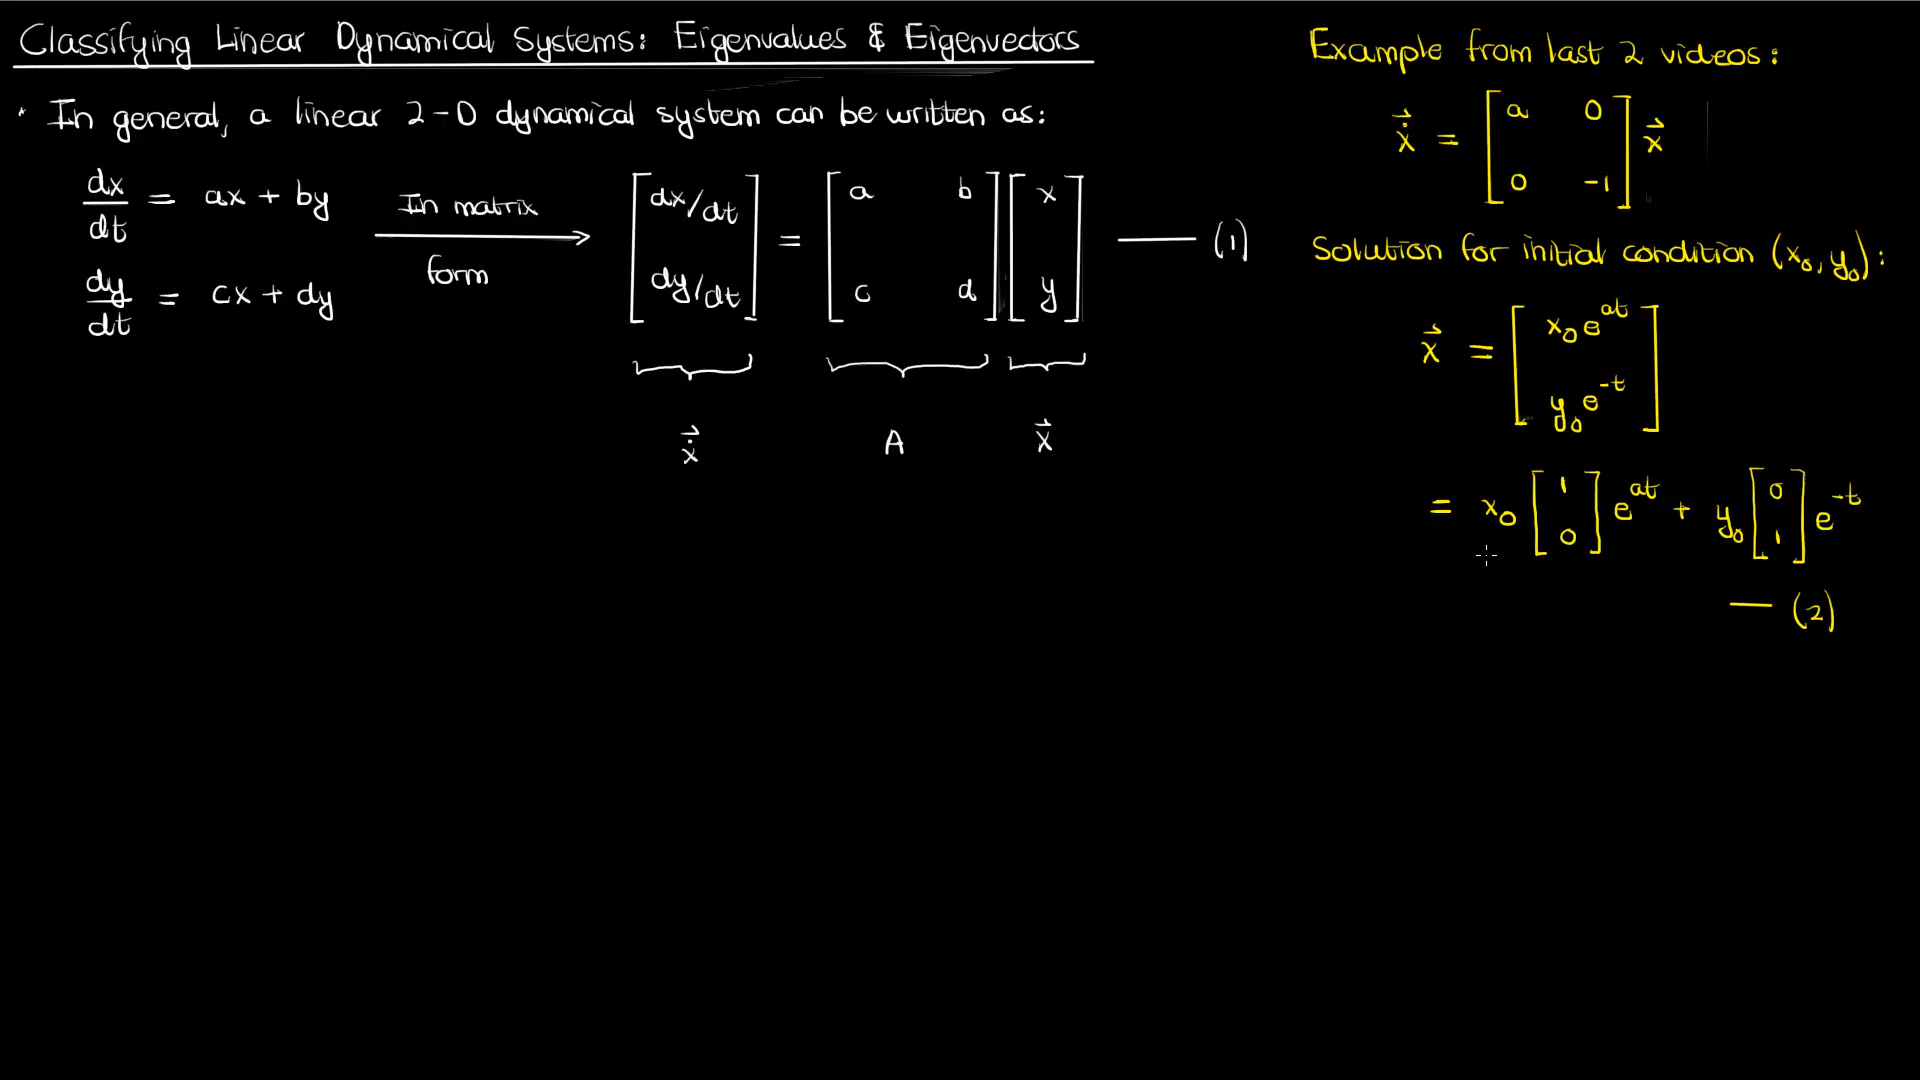 Classifying Linear Dynamical Systems: Eigenvalues & Eigenvectors
* In general, a linear 2-D dynamical system can be written as:
dx/dt = ax + by
dy/dt = cx + dy
In matrix
form
[dx/dt dy/dt] = [a b c d] [x y] — (1)
ẋ⃗ A x⃗
Example from last 2 videos:
ẋ⃗ = [a 0 0 -1] x⃗
Solution for initial condition (x₀, y₀):
x⃗ = [x₀e^at y₀e^-t]
= x₀ [1 0] e^at + y₀ [0 1] e^-t
— (2)